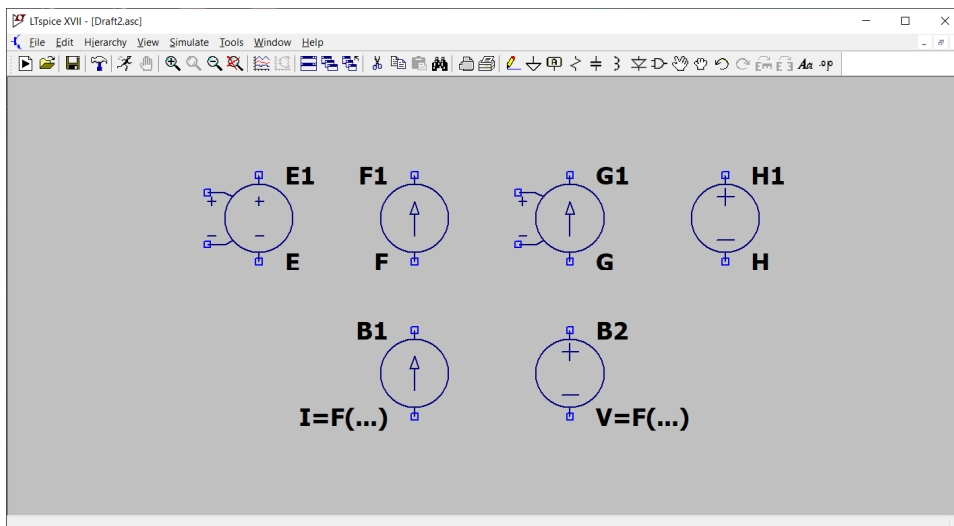 LTspice XVII - [Draft2.asc]
File Edit Hierarchy View Simulate Tools Window Help
Aa .op
E1 F1 G1 H1
+ + + +
- - - -
E F G H
B1 B2
+
-
I=F(...) V=F(...)